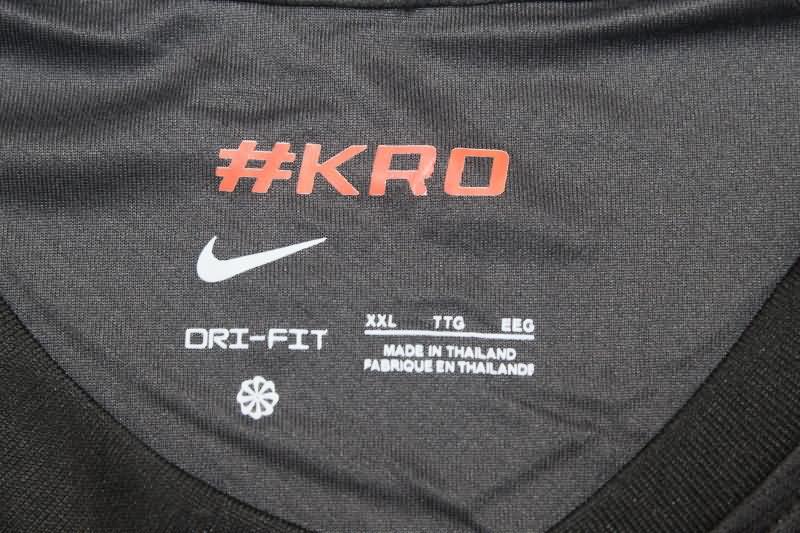 #KRO
DRI-FIT
XXL TTG EEG
MADE IN THAILAND
FABRIQUE EN THAILANDE